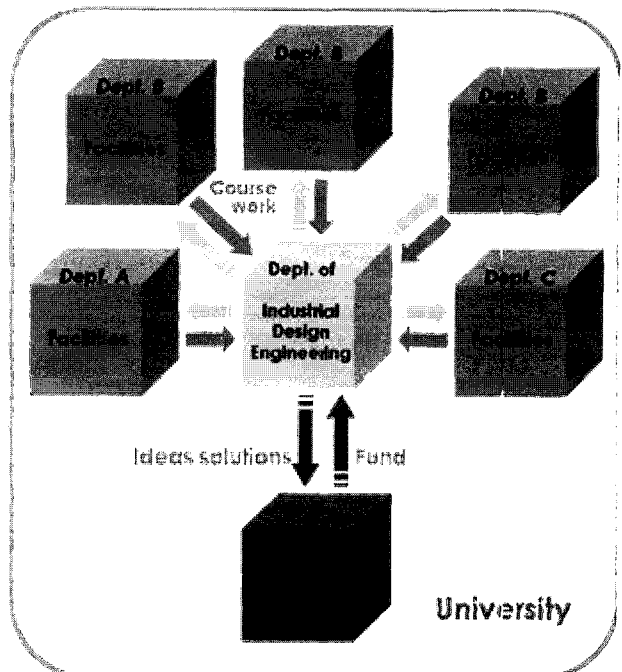 Dept. B
Dept. B
Dept. B
Facilities
Course
work
Dept. of
Industrial
Design
Engineering
Dept. A
Facilities
Dept. C
Facilities
Ideas solutions
Fund
University